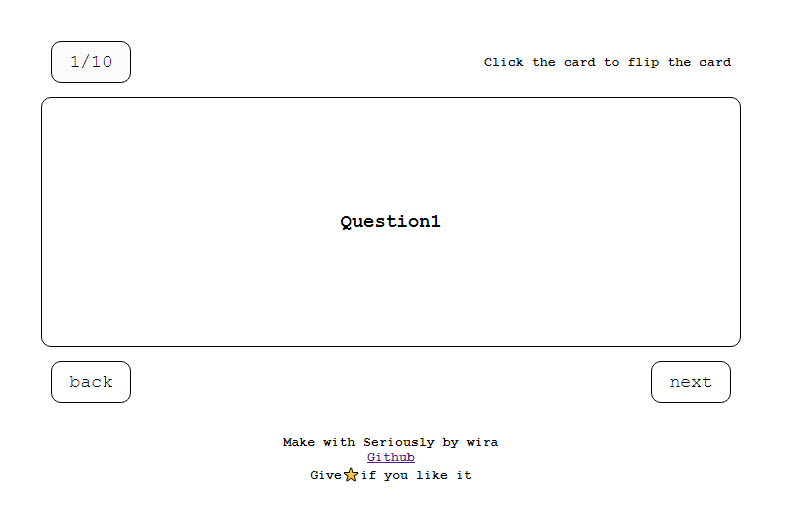 1/10
Click the card to flip the card
Question1
back
next
Make with Seriously by wira
Github
Give⭐if you like it